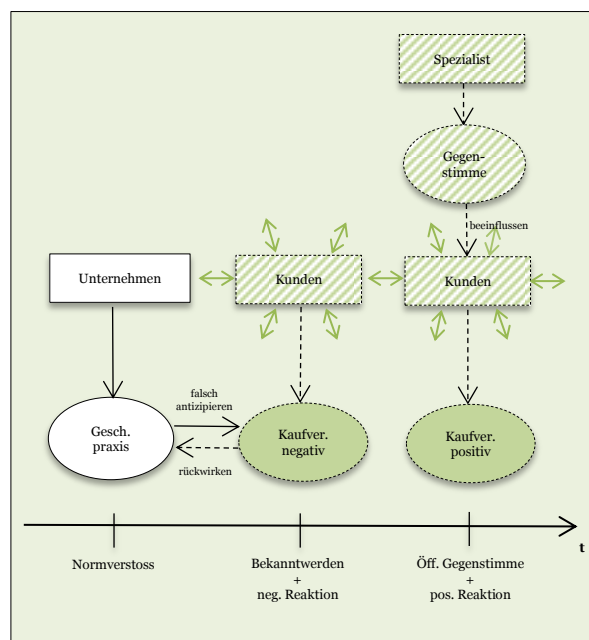 Spezialist
Gegen-
stimme
beeinflussen
Unternehmen
Kunden
Kunden
falsch
antizipieren
Gesch.
praxis
Kaufver.
negativ
Kaufver.
positiv
rückwirken
t
Normverstoss
Bekanntwerden
+
neg. Reaktion
Öff. Gegenstimme
+
pos. Reaktion